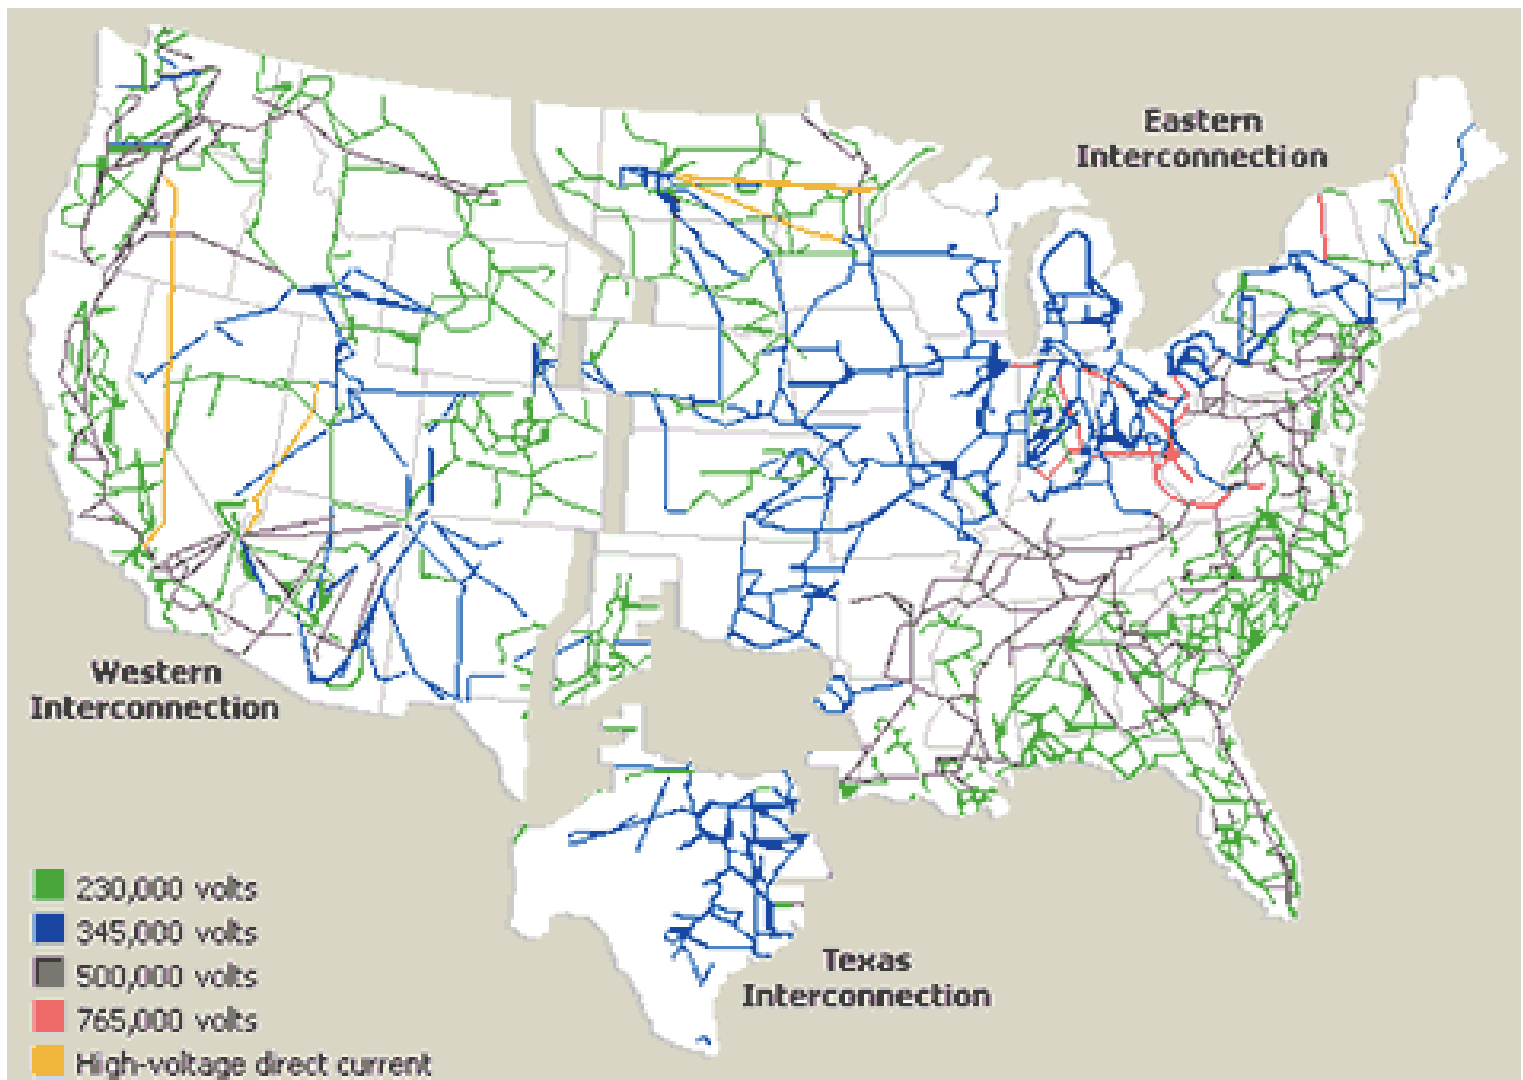 Eastern
Interconnection
Western
Interconnection
Texas
Interconnection
230,000 volts
345,000 volts
500,000 volts
765,000 volts
High-voltage direct current